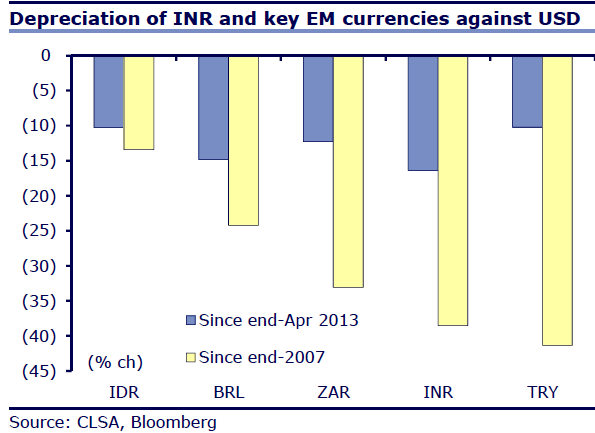 Depreciation of INR and key EM currencies against USD
0
(5)
(10)
(15)
(20)
(25)
(30)
(35)
(40)
(45)
Since end-Apr 2013
Since end-2007
(% ch)
IDR BRL ZAR INR TRY
Source: CLSA, Bloomberg